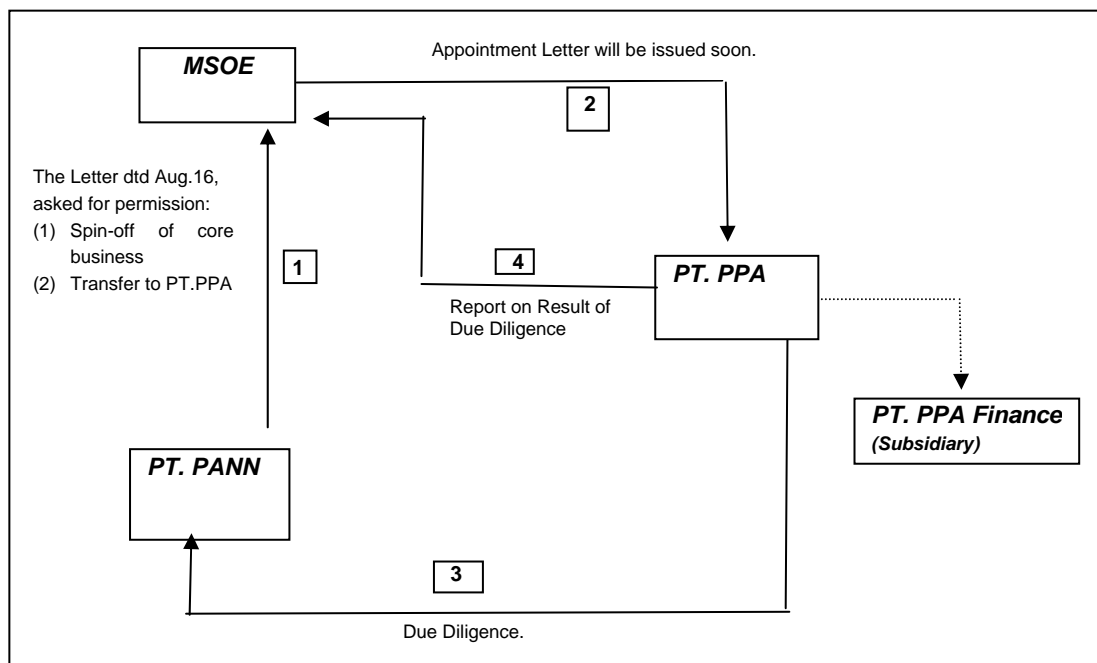 Appointment Letter will be issued soon.
MSOE
2
The Letter dtd Aug.16,
asked for permission:
(1) Spin-off of core
business
(2) Transfer to PT.PPA
1
4
PT. PPA
Report on Result of
Due Diligence
PT. PPA Finance
(Subsidiary)
PT. PANN
3
Due Diligence.